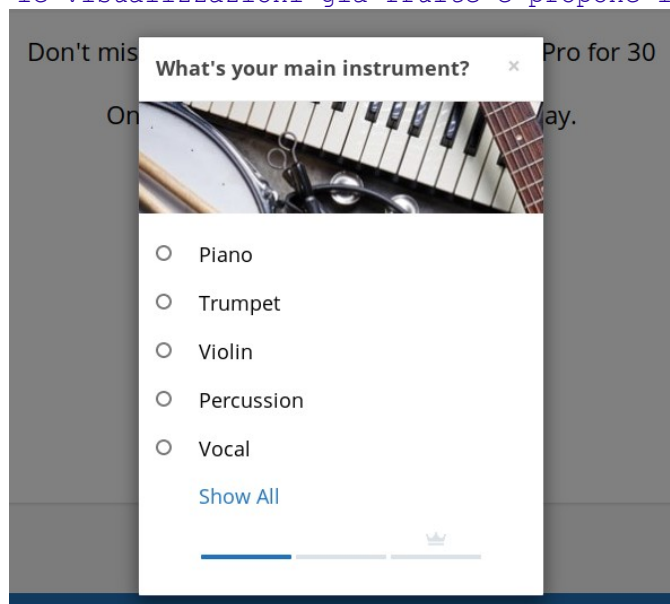 Don't mis
Pro for 30
On
ay.
What's your main instrument? ×
Piano
Trumpet
Violin
Percussion
Vocal
Show All